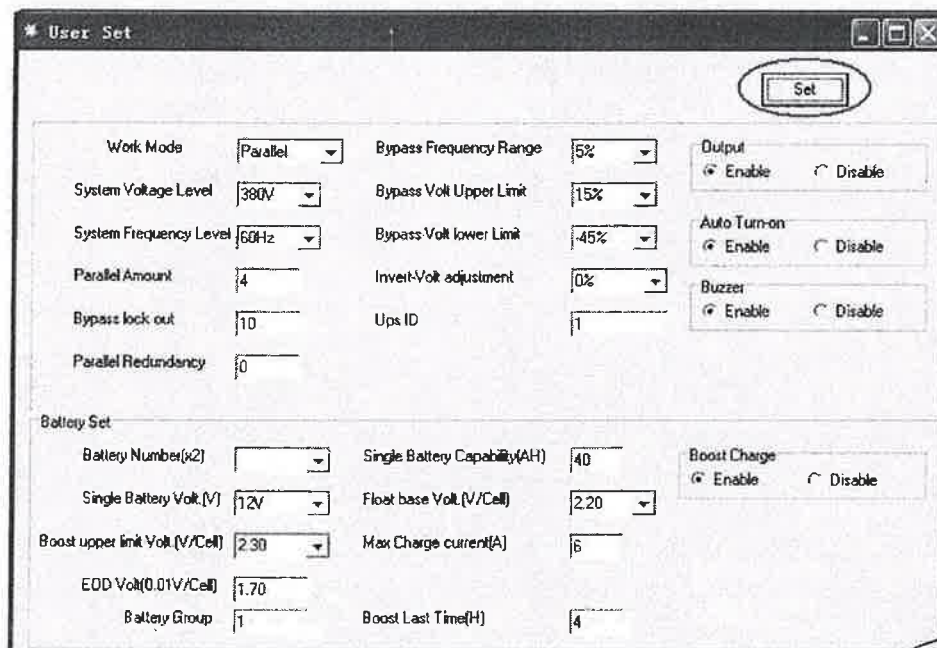 * User Set
Set
Work Mode Parallel Bypass Frequency Range 5% Output
Enable Disable
System Voltage Level 380V Bypass Volt Upper Limit 15%
Auto Turn-on
System Frequency Level 60Hz Bypass Volt lower Limit -45% Enable Disable
Parallel Amount 4 Invert-Volt adjustment 0% Buzzer
Bypass lock out 10 Ups ID 1 Enable Disable
Parallel Redundancy 0
Battery Set
Battery Number(x2) Single Battery Capability(AH) 40 Boost Charge
Enable Disable
Single Battery Volt.(V) 12V Float base Volt.(V/Cell) 2.20
Boost upper limit Volt.(V/Cell) 2.30 Max Charge current(A) 6
EOD Volt(0.01V/Cell) 1.70
Battery Group 1 Boost Last Time(H) 4